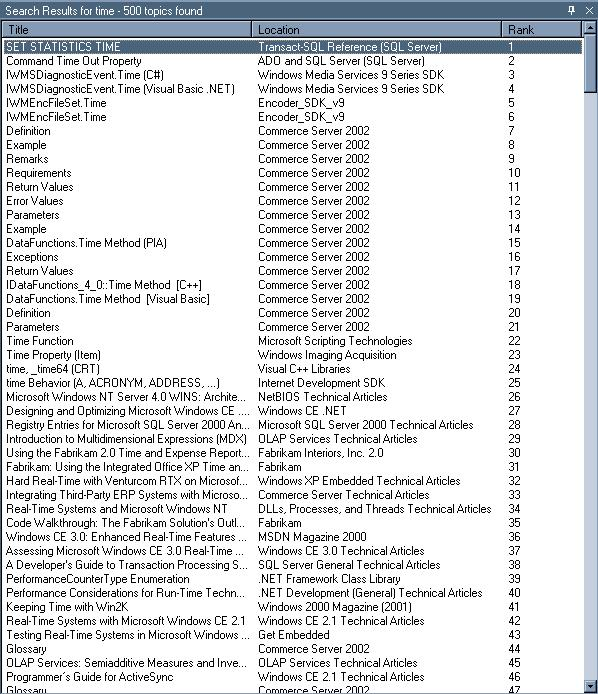 Search Results for time - 500 topics found
Title Location Rank
SET STATISTICS TIME Transact-SQL Reference (SQL Server) 1
Command Time Out Property ADO and SQL Server (SQL Server) 2
IWMSDiagnosticEvent.Time (C#) Windows Media Services 9 Series SDK 3
IWMSDiagnosticEvent.Time (Visual Basic .NET) Windows Media Services 9 Series SDK 4
IWMEncFileSet.Time Encoder_SDK_v9 5
IWMEncFileSet.Time Encoder_SDK_v9 6
Definition Commerce Server 2002 7
Example Commerce Server 2002 8
Remarks Commerce Server 2002 9
Requirements Commerce Server 2002 10
Return Values Commerce Server 2002 11
Error Values Commerce Server 2002 12
Parameters Commerce Server 2002 13
Example Commerce Server 2002 14
DataFunctions.Time Method (PIA) Commerce Server 2002 15
Exceptions Commerce Server 2002 16
Return Values Commerce Server 2002 17
IDataFunctions_4_0::Time Method [C++] Commerce Server 2002 18
DataFunctions.Time Method [Visual Basic] Commerce Server 2002 19
Definition Commerce Server 2002 20
Parameters Commerce Server 2002 21
Time Function Microsoft Scripting Technologies 22
Time Property (Item) Windows Imaging Acquisition 23
time, _time64 (CRT) Visual C++ Libraries 24
time Behavior (A, ACRONYM, ADDRESS, ...) Internet Development SDK 25
Microsoft Windows NT Server 4.0 WINS: Archite... NetBIOS Technical Articles 26
Designing and Optimizing Microsoft Windows CE .... Windows CE .NET 27
Registry Entries for Microsoft SQL Server 2000 An... Microsoft SQL Server 2000 Technical Articles 28
Introduction to Multidimensional Expressions (MDX) OLAP Services Technical Articles 29
Using the Fabrikam 2.0 Time and Expense Report... Fabrikam Interiors, Inc. 2.0 30
Fabrikam: Using the Integrated Office XP Time an... Fabrikam 31
Hard Real-Time with Venturcom RTX on Microsof... Windows XP Embedded Technical Articles 32
Integrating Third-Party ERP Systems with Microso... Commerce Server Technical Articles 33
Real-Time Systems and Microsoft Windows NT DLLs, Processes, and Threads Technical Articles 34
Code Walkthrough: The Fabrikam Solution's Outl... Fabrikam 35
Windows CE 3.0: Enhanced Real-Time Features ... MSDN Magazine 2000 36
Assessing Microsoft Windows CE 3.0 Real-Time ... Windows CE 3.0 Technical Articles 37
A Developer's Guide to Transaction Processing S... SQL Server General Technical Articles 38
PerformanceCounterType Enumeration .NET Framework Class Library 39
Performance Considerations for Run-Time Techn... .NET Development (General) Technical Articles 40
Keeping Time with Win2K Windows 2000 Magazine (2001) 41
Real-Time Systems with Microsoft Windows CE 2.1 Windows CE 2.1 Technical Articles 42
Testing Real-Time Systems in Microsoft Windows ... Get Embedded 43
Glossary Commerce Server 2002 44
OLAP Services: Semiadditive Measures and Inve... OLAP Services Technical Articles 45
Programmer´s Guide for ActiveSync Windows CE 2.1 Technical Articles 46
Glossary Commerce Server 2002 47